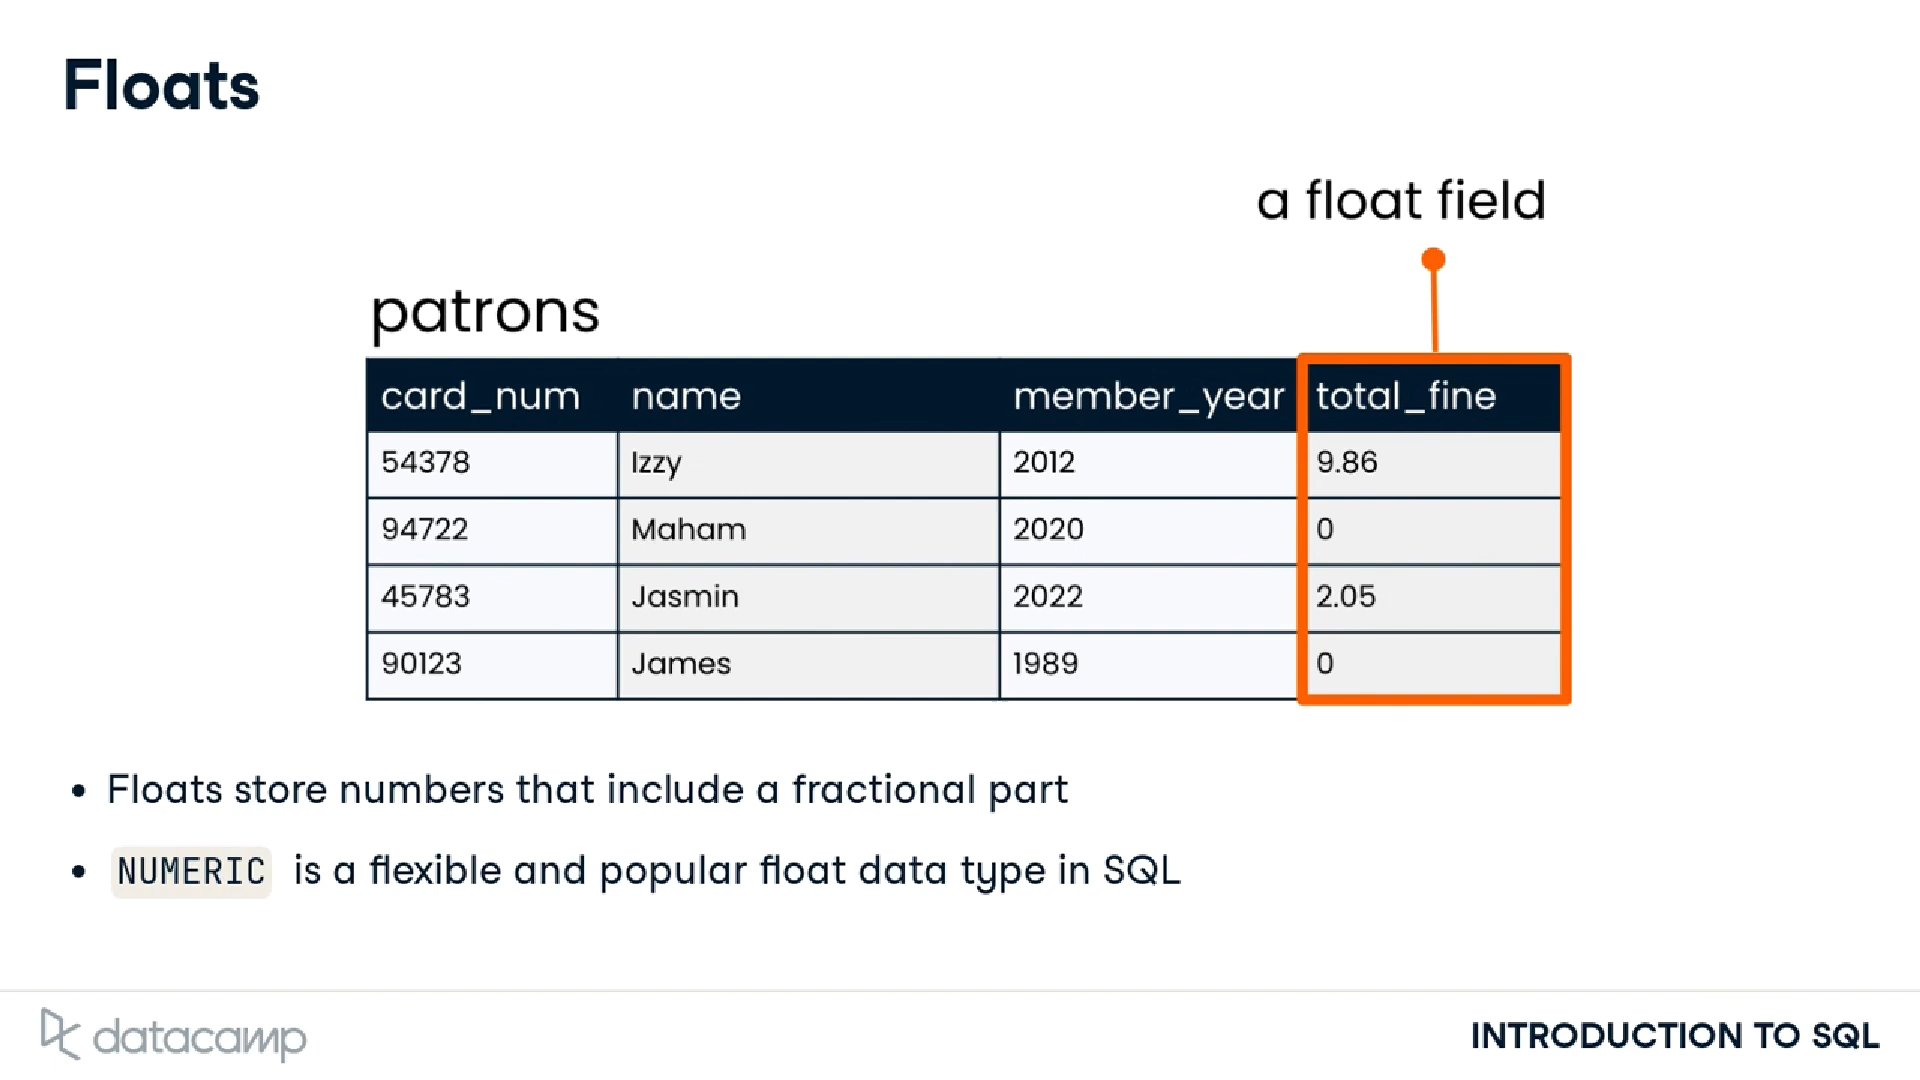 Floats
a float field
patrons
card_num name member_year total_fine
54378 Izzy 2012 9.86
94722 Maham 2020 0
45783 Jasmin 2022 2.05
90123 James 1989 0
• Floats store numbers that include a fractional part
• NUMERIC is a flexible and popular float data type in SQL
datacamp
INTRODUCTION TO SQL